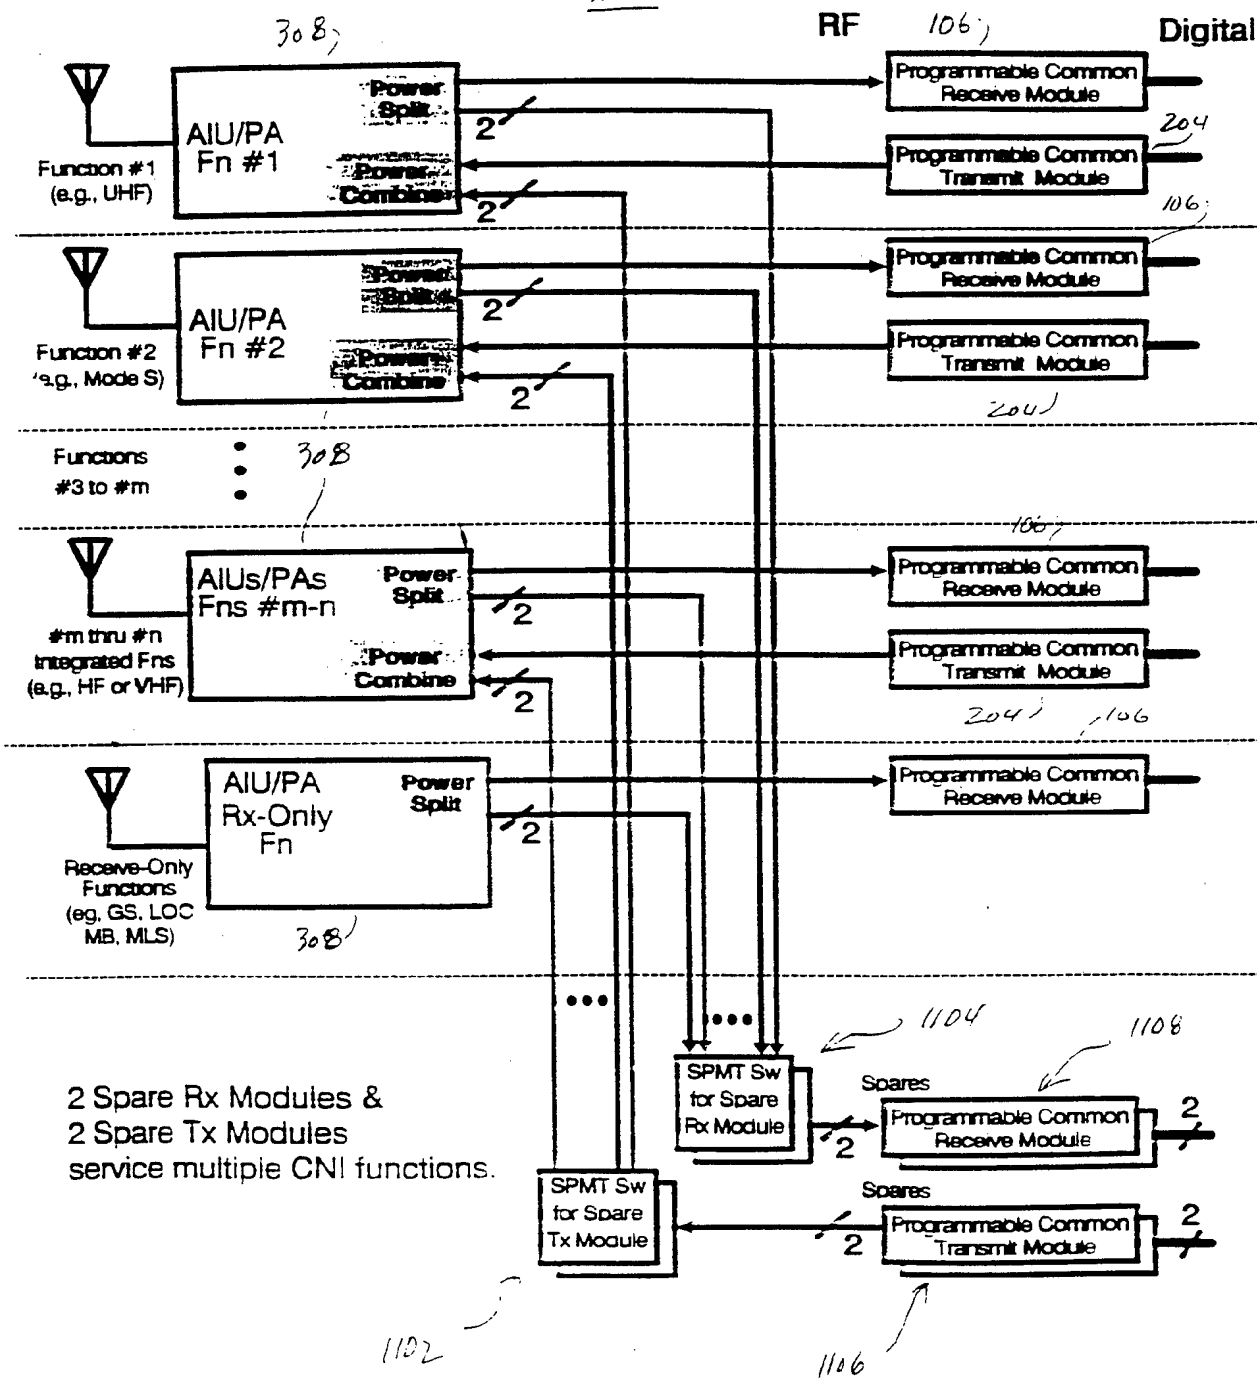 RF
Digital
308
106
Power
Split
2
AIU/PA
Fn #1
Power
Combine
2
Function #1
(e.g., UHF)
Programmable Common
Receive Module
204
Programmable Common
Transmit Module
106
Power
Split
2
AIU/PA
Fn #2
Power
Combine
2
Function #2
e.g., Mode S)
Programmable Common
Receive Module
Programmable Common
Transmit Module
204
Functions
#3 to #m
308
106
AIUs/PAs
Fns #m-n
Power
Split
2
Power
Combine
2
#m thru #n
Integrated Fns
(e.g., HF or VHF)
Programmable Common
Receive Module
Programmable Common
Transmit Module
204
106
AIU/PA
Rx-Only
Fn
Power
Split
2
Receive-Only
Functions
(eg, GS, LOC
MB, MLS)
308
Programmable Common
Receive Module
1104
1108
SPMT Sw
for Spare
Rx Module
2
Spares
Programmable Common
Receive Module
2
2 Spare Rx Modules &
2 Spare Tx Modules
service multiple CNI functions.
SPMT Sw
for Spare
Tx Module
2
Spares
Programmable Common
Transmit Module
2
1102
1106